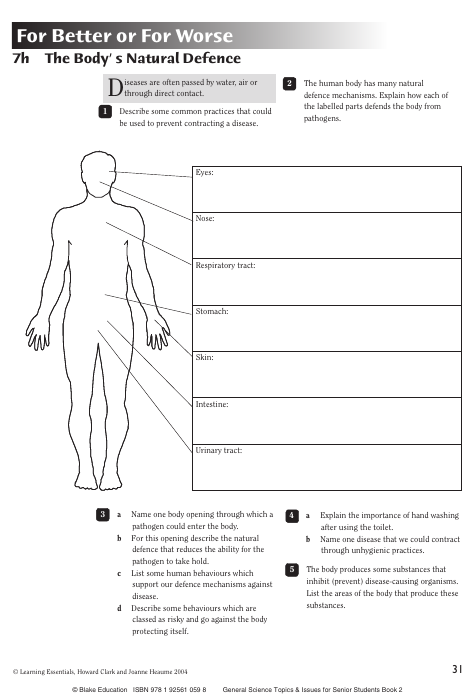 For Better or For Worse
7h The Body's Natural Defence
Diseases are often passed by water, air or
through direct contact.
1 Describe some common practices that could
be used to prevent contracting a disease.
2 The human body has many natural
defence mechanisms. Explain how each of
the labelled parts defends the body from
pathogens.
Eyes:
Nose:
Respiratory tract:
Stomach:
Skin:
Intestine:
Urinary tract:
3 a Name one body opening through which a
pathogen could enter the body.
b For this opening describe the natural
defence that reduces the ability for the
pathogen to take hold.
c List some human behaviours which
support our defence mechanisms against
disease.
d Describe some behaviours which are
classed as risky and go against the body
protecting itself.
4 a Explain the importance of hand washing
after using the toilet.
b Name one disease that we could contract
through unhygienic practices.
5 The body produces some substances that
inhibit (prevent) disease-causing organisms.
List the areas of the body that produce these
substances.
© Learning Essentials, Howard Clark and Joanne Heaume 2004
31
© Blake Education ISBN 978 1 92561 059 8 General Science Topics & Issues for Senior Students Book 2